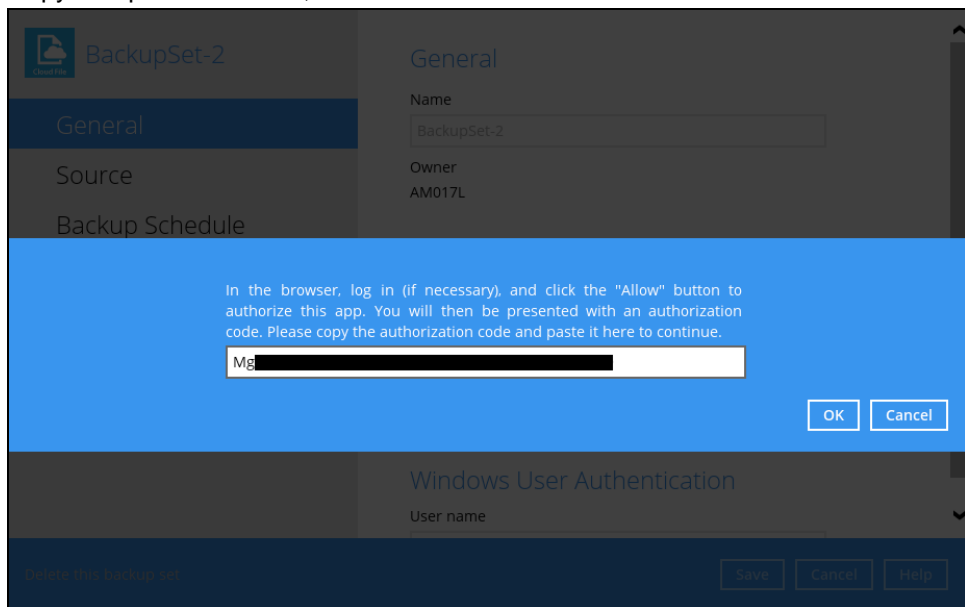 BackupSet-2
Cloud File
General
Source
Backup Schedule
General
Name
BackupSet-2
Owner
AM017L
In the browser, log in (if necessary), and click the "Allow" button to
authorize this app. You will then be presented with an authorization
code. Please copy the authorization code and paste it here to continue.
Mg
OK Cancel
Windows User Authentication
User name
Delete this backup set
Save Cancel Help